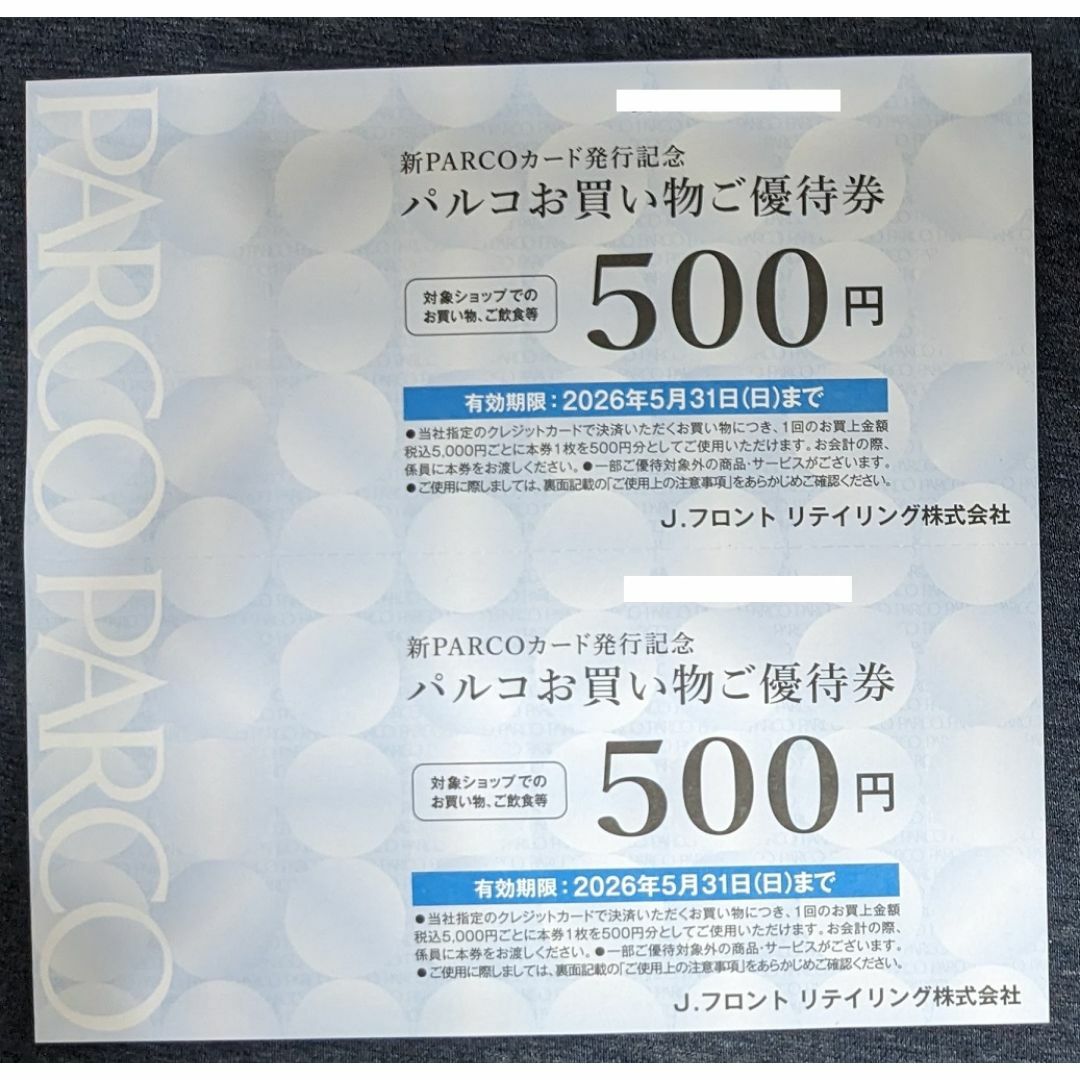 PARCO PARCO
新PARCOカード発行記念
パルコお買い物ご優待券
対象ショップでの
お買い物、ご飲食等
500円
有効期限：2026年5月31日(日)まで
●当社指定のクレジットカードで決済いただくお買い物につき、1回のお買上金額
税込5,000円ごとに本券1枚を500円分としてご使用いただけます。お会計の際、
係員に本券をお渡しください。●一部ご優待対象外の商品・サービスがございます。
●ご使用に際しましては、裏面記載の「ご使用上の注意事項」をあらかじめご確認ください。
J.フロント リテイリング株式会社
新PARCOカード発行記念
パルコお買い物ご優待券
対象ショップでの
お買い物、ご飲食等
500円
有効期限：2026年5月31日(日)まで
●当社指定のクレジットカードで決済いただくお買い物につき、1回のお買上金額
税込5,000円ごとに本券1枚を500円分としてご使用いただけます。お会計の際、
係員に本券をお渡しください。●一部ご優待対象外の商品・サービスがございます。
●ご使用に際しましては、裏面記載の「ご使用上の注意事項」をあらかじめご確認ください。
J.フロント リテイリング株式会社